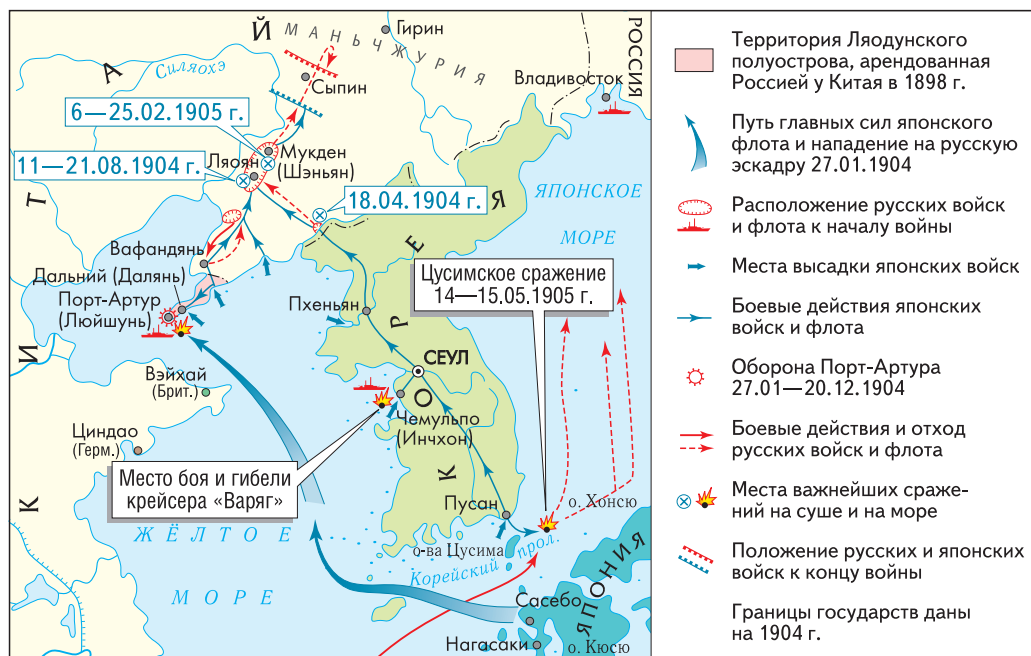 КИТАЙ
МАНЬЧЖУРИЯ
Гирин
РОССИЯ
Силяохэ
Сыпин
Владивосток
6—25.02.1905 г.
Мукден
(Шэньян)
Ляоян
11—21.08.1904 г.
18.04.1904 г.
ЯПОНСКОЕ
МОРЕ
КОРЕЯ
Вафандянь
Дальний (Далянь)
Порт-Артур
(Люйшунь)
Цусимское сражение
14—15.05.1905 г.
Пхеньян
СЕУЛ
Вэйхай
(Брит.)
Чемульпо
(Инчхон)
Циндао
(Герм.)
Место боя и гибели
крейсера «Варяг»
Пусан
о. Хонсю
ЖЁЛТОЕ
МОРЕ
о-ва Цусима
Корейский прол.
ЯПОНИЯ
Сасебо
Нагасаки
о. Кюсю
Территория Ляодунского
полуострова, арендованная
Россией у Китая в 1898 г.
Путь главных сил японского
флота и нападение на русскую
эскадру 27.01.1904
Расположение русских войск
и флота к началу войны
Места высадки японских войск
Боевые действия японских
войск и флота
Оборона Порт-Артура
27.01—20.12.1904
Боевые действия и отход
русских войск и флота
Места важнейших сраже-
ний на суше и на море
Положение русских и японских
войск к концу войны
Границы государств даны
на 1904 г.